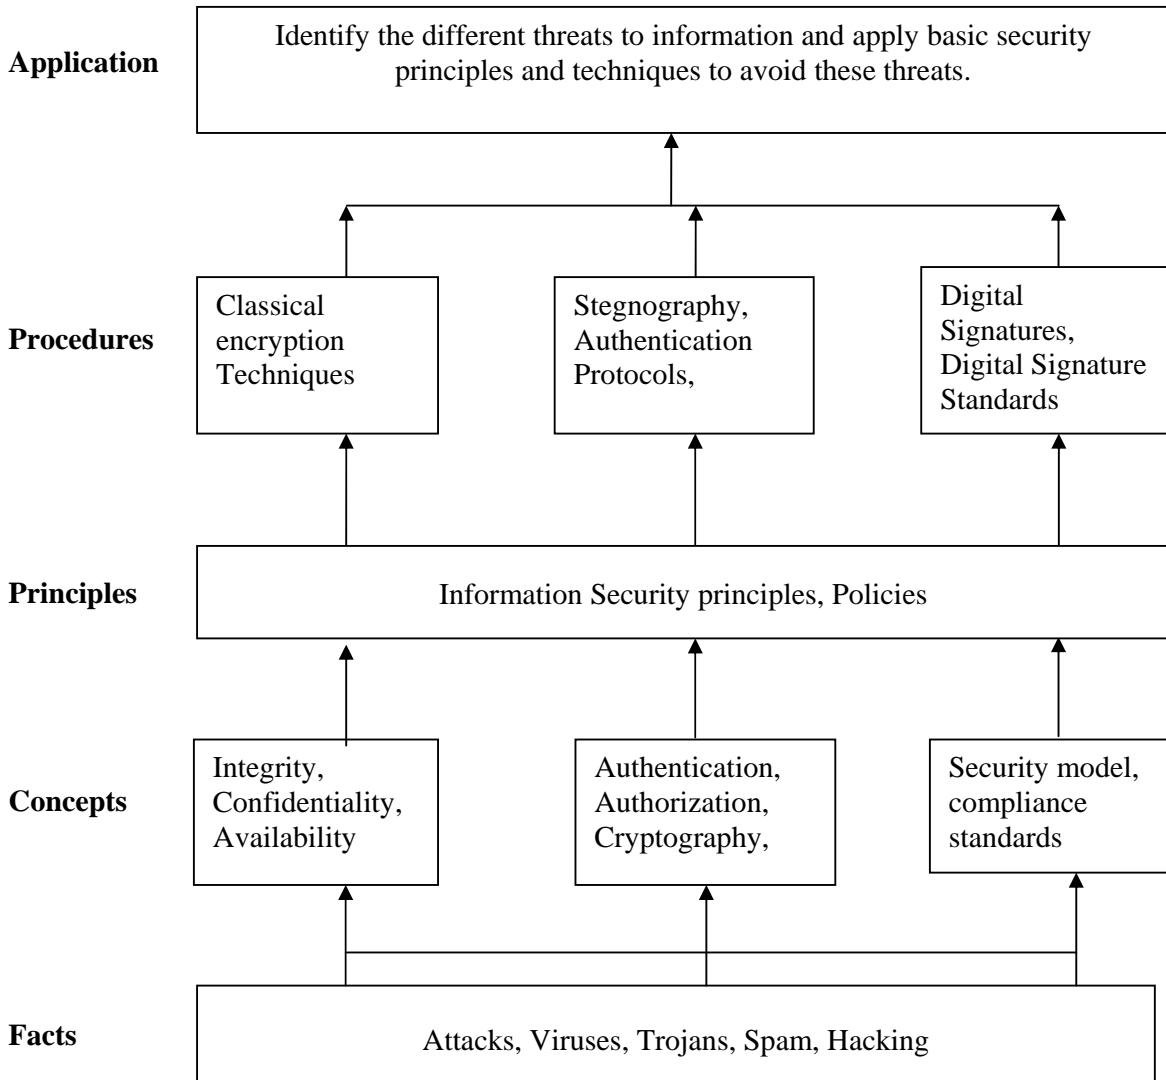 Application
Identify the different threats to information and apply basic security
principles and techniques to avoid these threats.
Procedures
Classical
encryption
Techniques
Stegnography,
Authentication
Protocols,
Digital
Signatures,
Digital Signature
Standards
Principles
Information Security principles, Policies
Concepts
Integrity,
Confidentiality,
Availability
Authentication,
Authorization,
Cryptography,
Security model,
compliance
standards
Facts
Attacks, Viruses, Trojans, Spam, Hacking